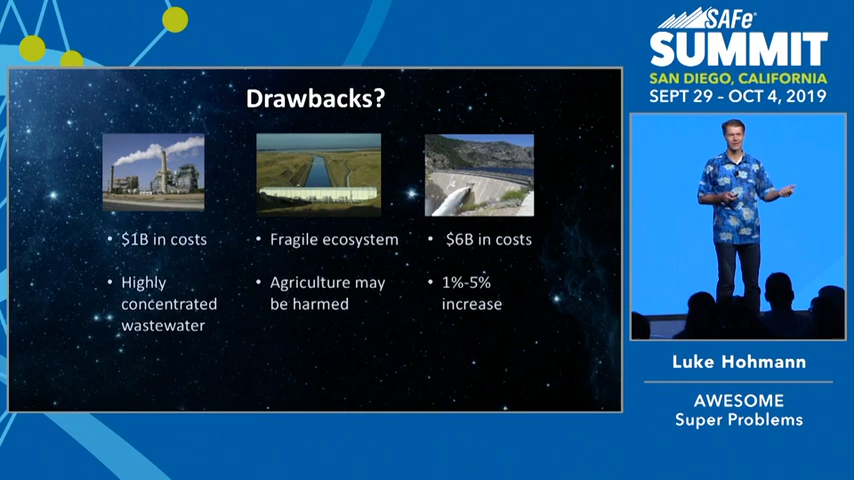 Drawbacks?
• $1B in costs
• Highly
concentrated
wastewater
• Fragile ecosystem
• Agriculture may
be harmed
• $6B in costs
• 1%-5%
increase
SAFe®
SUMMIT
SAN DIEGO, CALIFORNIA
SEPT 29 – OCT 4, 2019
Luke Hohmann
AWESOME
Super Problems